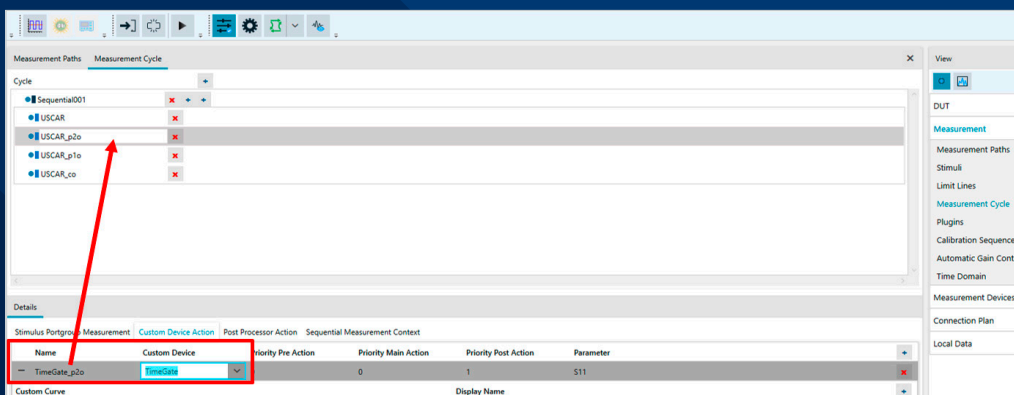 Measurement Paths Measurement Cycle
Cycle
Sequential001
USCAR
USCAR_p2o
USCAR_p1o
USCAR_co
Details
Stimulus Portgroup Measurement Custom Device Action Post Processor Action Sequential Measurement Context
Name Custom Device Priority Pre Action Priority Main Action Priority Post Action Parameter
TimeGate_p2o TimeGate 0 1 S11
Custom Curve Display Name
View
DUT
Measurement
Measurement Paths
Stimuli
Limit Lines
Measurement Cycle
Plugins
Calibration Sequence
Automatic Gain Cont
Time Domain
Measurement Devices
Connection Plan
Local Data